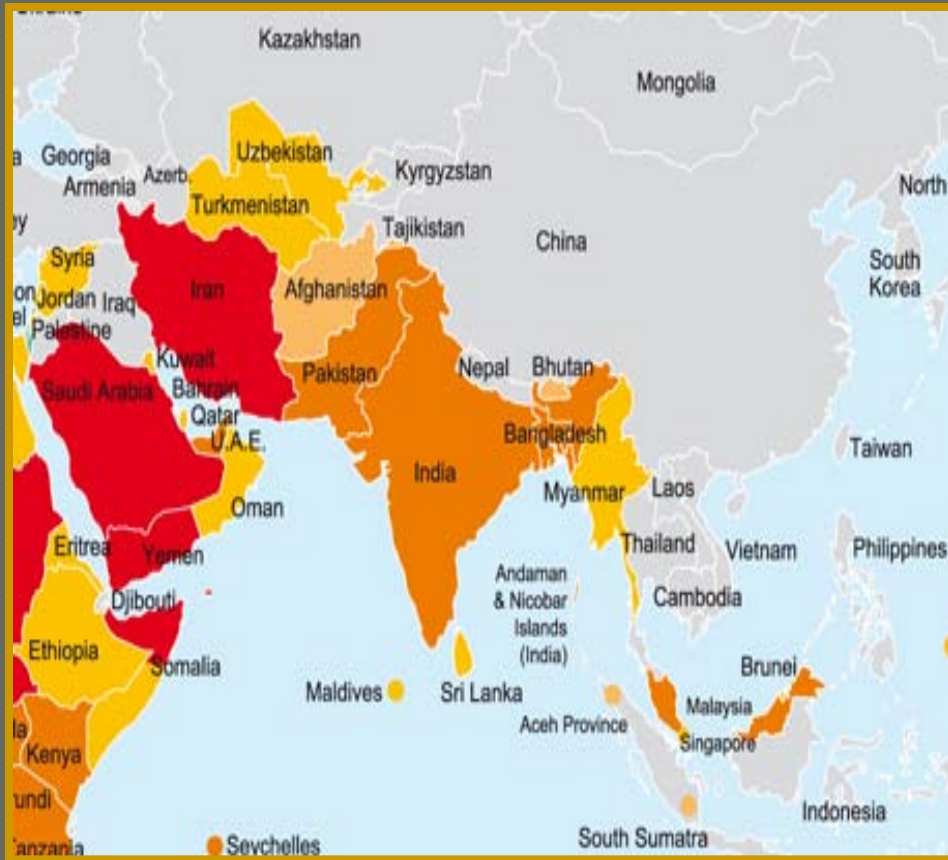 Kazakhstan
Mongolia
Uzbekistan
Georgia
Kyrgyzstan
Azerb.
Armenia
North
Turkmenistan
Tajikistan
China
Syria
South
Korea
Iran
Afghanistan
Jordan
Iraq
Palestine
Kuwait
Nepal
Bhutan
Pakistan
Saudi Arabia
Bahrain
Qatar
U.A.E.
Bangladesh
Taiwan
India
Laos
Myanmar
Oman
Eritrea
Yemen
Thailand
Vietnam
Philippines
Andaman
& Nicobar
Islands
(India)
Djibouti
Cambodia
Ethiopia
Somalia
Brunei
Maldives
Sri Lanka
Malaysia
Aceh Province
Singapore
Kenya
Indonesia
rundi
South Sumatra
anzania
Seychelles